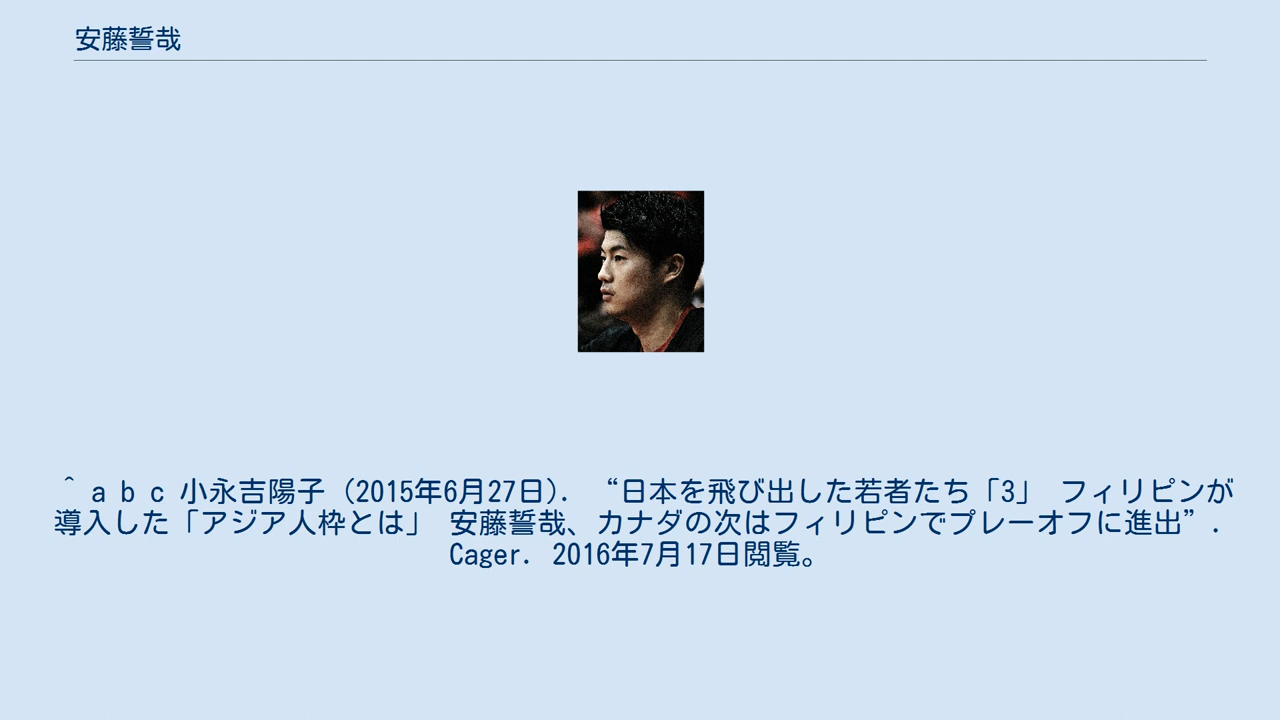 安藤誓哉
^ a b c 小永吉陽子 (2015年6月27日). “日本を飛び出した若者たち「3」 フィリピンが
導入した「アジア人枠とは」 安藤誓哉、カナダの次はフィリピンでプレーオフに進出”.
Cager. 2016年7月17日閲覧。